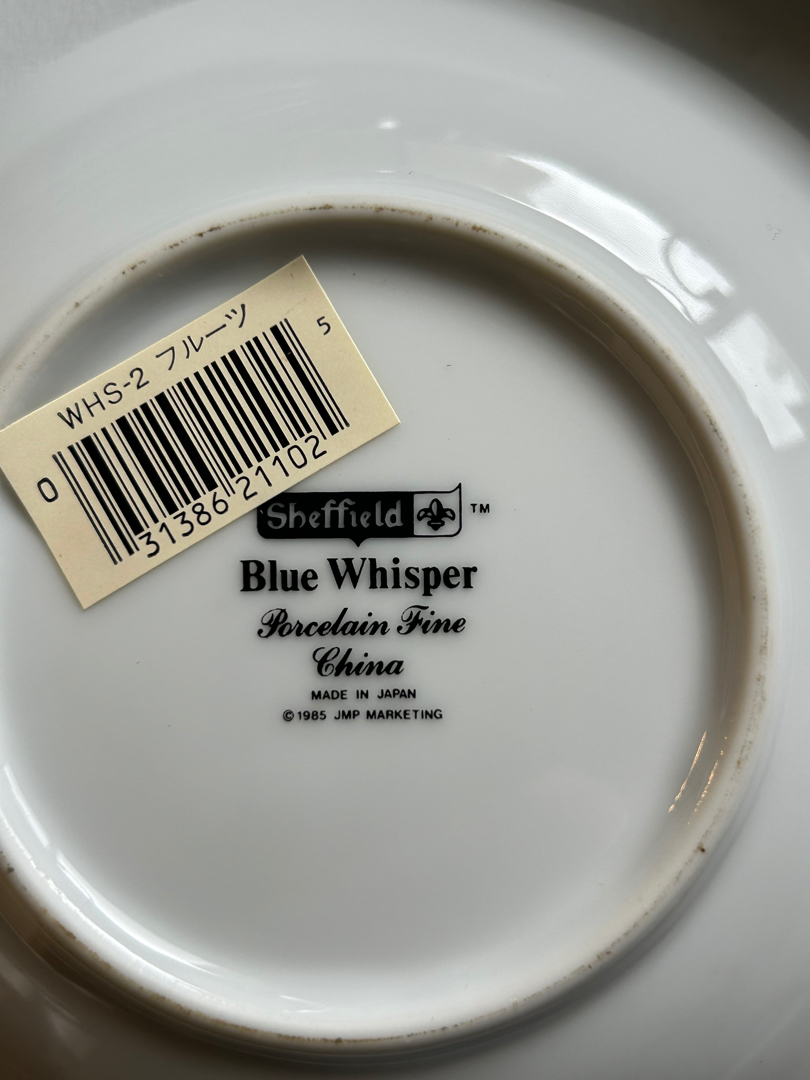 WHS-2 フルーツ
0 31386 21102 5
Sheffield ™
Blue Whisper
Porcelain Fine
China
MADE IN JAPAN
©1985 JMP MARKETING